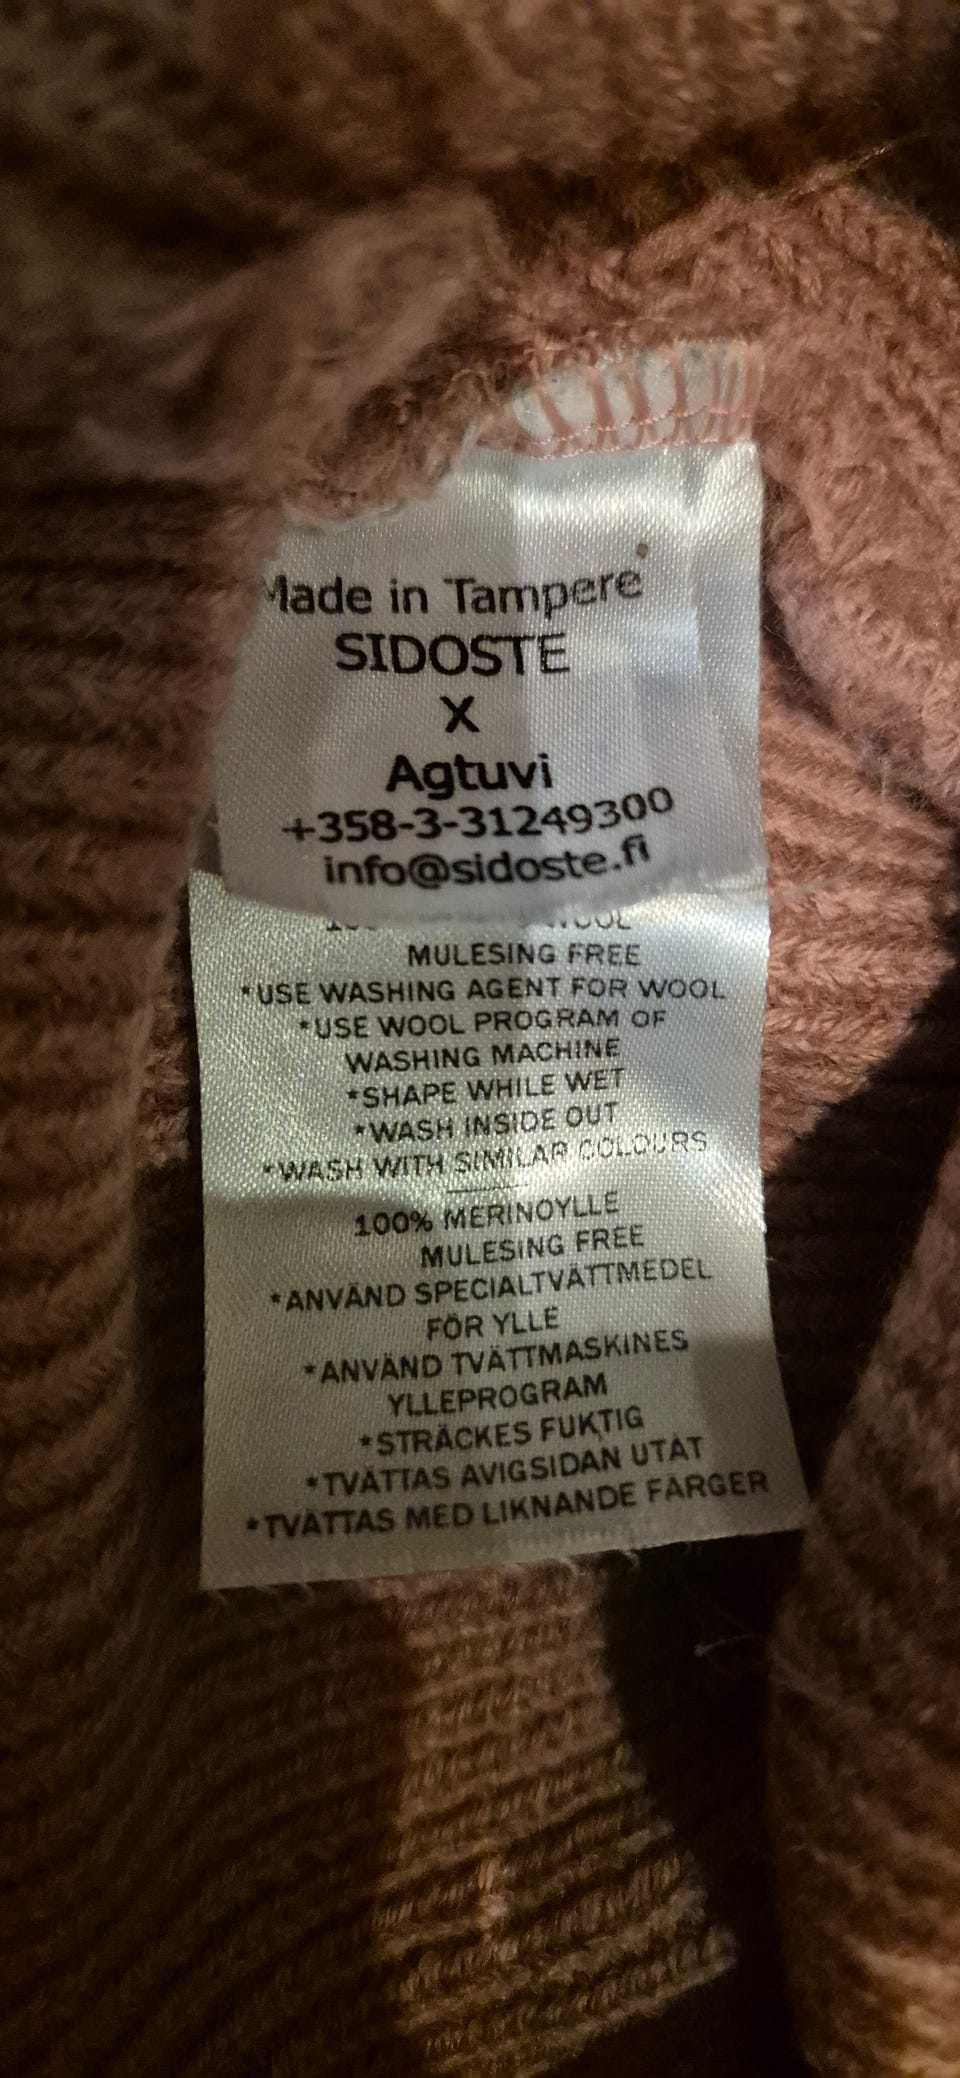 Made in Tampere
SIDOSTE
X
Agtuvi
+358-3-31249300
info@sidoste.fi
WOOL
MULESING FREE
*USE WASHING AGENT FOR WOOL
*USE WOOL PROGRAM OF
WASHING MACHINE
*SHAPE WHILE WET
*WASH INSIDE OUT
*WASH WITH SIMILAR COLOURS
100% MERINOYLLE
MULESING FREE
*ANVÄND SPECIALTVÄTTMEDEL
FÖR YLLE
*ANVÄND TVÄTTMASKINES
YLLEPROGRAM
*STRÄCKES FUKTIG
*TVÄTTAS AVIGSIDAN UTÅT
*TVÄTTAS MED LIKNANDE FÄRGER